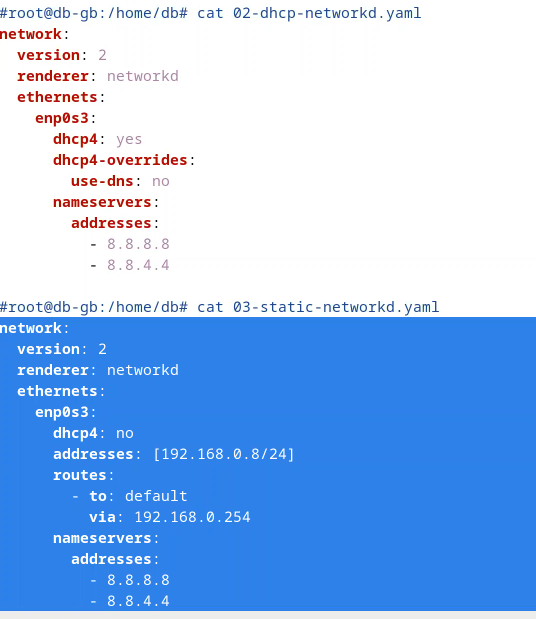 #root@db-gb:/home/db# cat 02-dhcp-networkd.yaml
network:
  version: 2
  renderer: networkd
  ethernets:
    enp0s3:
      dhcp4: yes
      dhcp4-overrides:
        use-dns: no
      nameservers:
        addresses:
          - 8.8.8.8
          - 8.8.4.4

#root@db-gb:/home/db# cat 03-static-networkd.yaml
network:
  version: 2
  renderer: networkd
  ethernets:
    enp0s3:
      dhcp4: no
      addresses: [192.168.0.8/24]
      routes:
        - to: default
          via: 192.168.0.254
      nameservers:
        addresses:
          - 8.8.8.8
          - 8.8.4.4